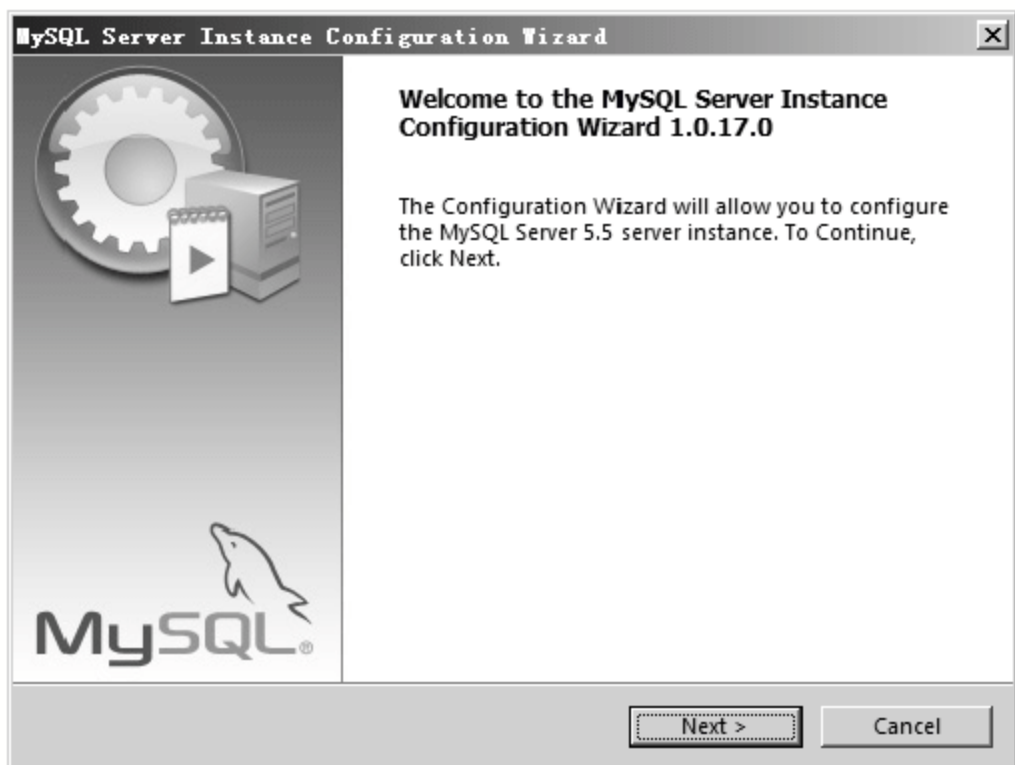 MySQL Server Instance Configuration Wizard
Welcome to the MySQL Server Instance
Configuration Wizard 1.0.17.0
The Configuration Wizard will allow you to configure
the MySQL Server 5.5 server instance. To Continue,
click Next.
MySQL®
Next >
Cancel